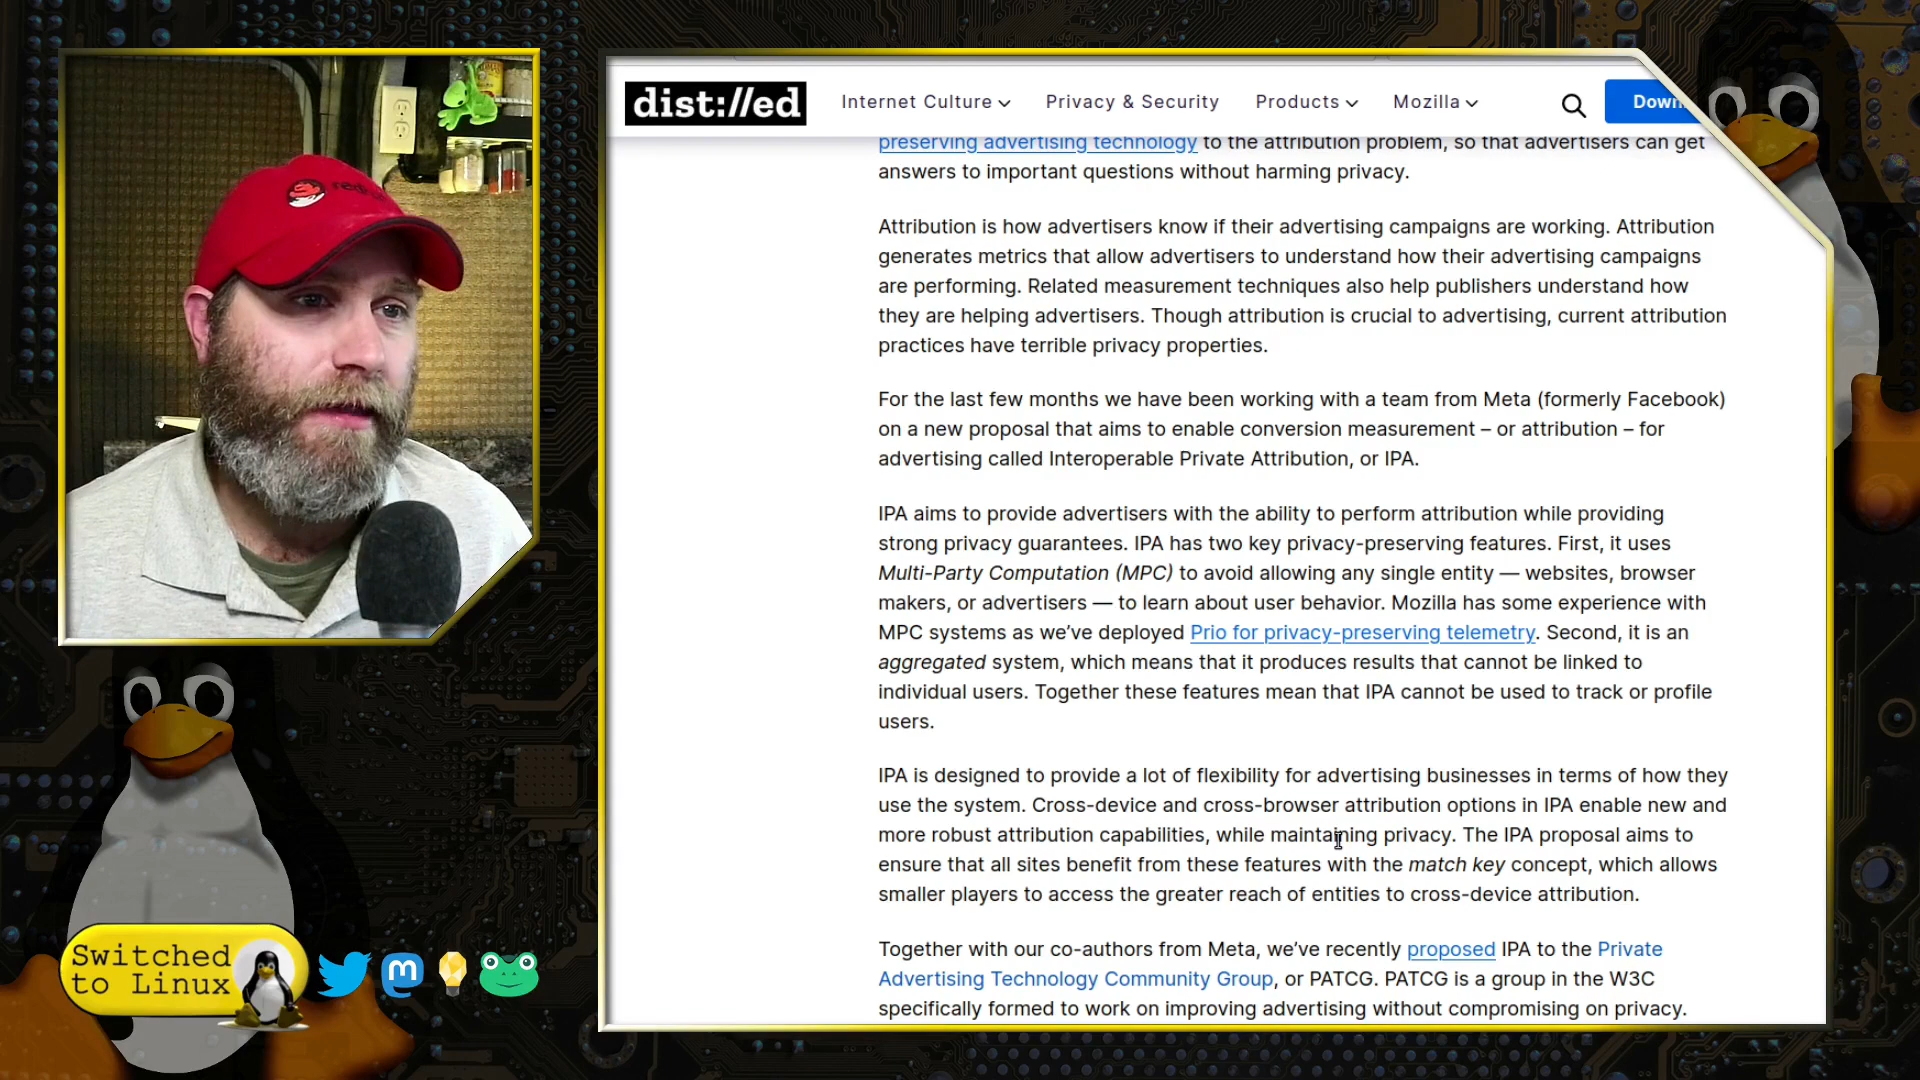 dist://ed
Internet Culture
Privacy & Security
Products
Mozilla
preserving advertising technology to the attribution problem, so that advertisers can get
answers to important questions without harming privacy.
Attribution is how advertisers know if their advertising campaigns are working. Attribution
generates metrics that allow advertisers to understand how their advertising campaigns
are performing. Related measurement techniques also help publishers understand how
they are helping advertisers. Though attribution is crucial to advertising, current attribution
practices have terrible privacy properties.
For the last few months we have been working with a team from Meta (formerly Facebook)
on a new proposal that aims to enable conversion measurement – or attribution – for
advertising called Interoperable Private Attribution, or IPA.
IPA aims to provide advertisers with the ability to perform attribution while providing
strong privacy guarantees. IPA has two key privacy-preserving features. First, it uses
Multi-Party Computation (MPC) to avoid allowing any single entity — websites, browser
makers, or advertisers — to learn about user behavior. Mozilla has some experience with
MPC systems as we’ve deployed Prio for privacy-preserving telemetry. Second, it is an
aggregated system, which means that it produces results that cannot be linked to
individual users. Together these features mean that IPA cannot be used to track or profile
users.
IPA is designed to provide a lot of flexibility for advertising businesses in terms of how they
use the system. Cross-device and cross-browser attribution options in IPA enable new and
more robust attribution capabilities, while maintaining privacy. The IPA proposal aims to
ensure that all sites benefit from these features with the match key concept, which allows
smaller players to access the greater reach of entities to cross-device attribution.
Together with our co-authors from Meta, we’ve recently proposed IPA to the Private
Advertising Technology Community Group, or PATCG. PATCG is a group in the W3C
specifically formed to work on improving advertising without compromising on privacy.
Switched
to Linux